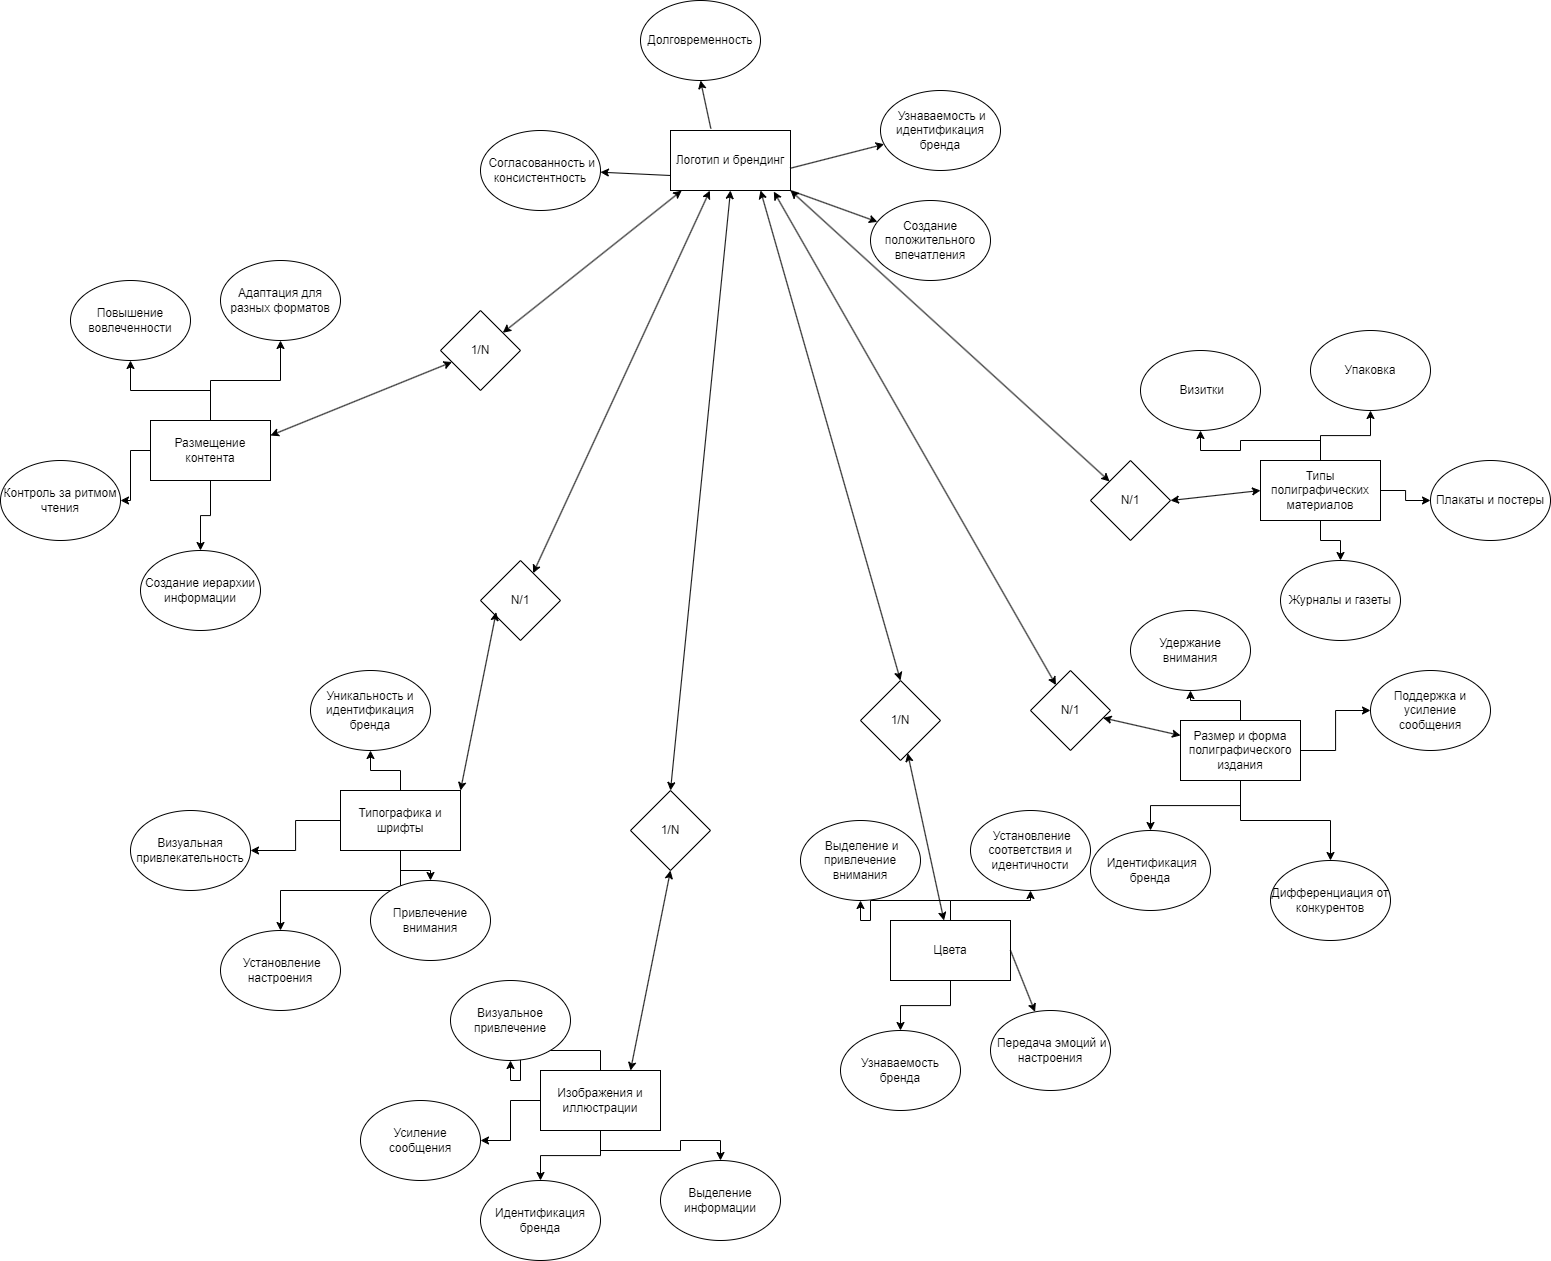 Долговременность
Узнаваемость и
идентификация
бренда
Логотип и брендинг
Согласованность и
консистентность
Создание
положительного
впечатления
Адаптация для
разных форматов
Повышение
вовлеченности
1/N
Размещение
контента
Контроль за ритмом
чтения
Создание иерархии
информации
Упаковка
Визитки
Типы
полиграфических
материалов
N/1
Плакаты и постеры
Журналы и газеты
N/1
Удержание
внимания
Уникальность и
идентификация
бренда
Поддержка и
усиление
сообщения
1/N
N/1
Размер и форма
полиграфического
издания
Типографика и
шрифты
1/N
Визуальная
привлекательность
Выделение и
привлечение
внимания
Установление
соответствия и
идентичности
Идентификация
бренда
Дифференциация от
конкурентов
Привлечение
внимания
Установление
настроения
Цвета
Визуальное
привлечение
Узнаваемость
бренда
Передача эмоций и
настроения
Изображения и
иллюстрации
Усиление
сообщения
Идентификация
бренда
Выделение
информации